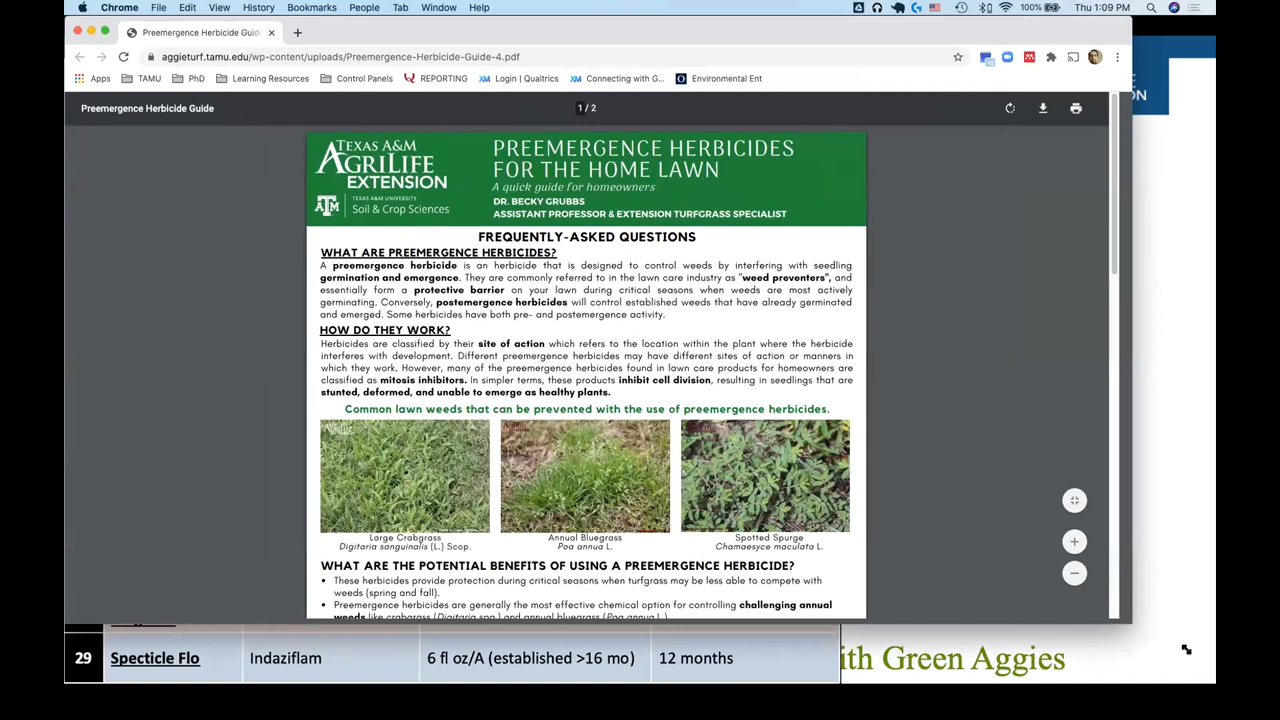 Chrome File Edit View History Bookmarks People Tab Window Help 100% Thu 1:09 PM
Preemergence Herbicide Guid
aggieturf.tamu.edu/wp-content/uploads/Preemergence-Herbicide-Guide-4.pdf
Apps TAMU PhD Learning Resources Control Panels REPORTING Login | Qualtrics Connecting with G... Environmental Ent
ON
Preemergence Herbicide Guide 1 / 2
TEXAS A&M
AGRILIFE
EXTENSION
TEXAS A&M UNIVERSITY
Soil & Crop Sciences
PREEMERGENCE HERBICIDES
FOR THE HOME LAWN
A quick guide for homeowners
DR. BECKY GRUBBS
ASSISTANT PROFESSOR & EXTENSION TURFGRASS SPECIALIST
FREQUENTLY-ASKED QUESTIONS
WHAT ARE PREEMERGENCE HERBICIDES?
A preemergence herbicide is an herbicide that is designed to control weeds by interfering with seedling
germination and emergence. They are commonly referred to in the lawn care industry as "weed preventers", and
essentially form a protective barrier on your lawn during critical seasons when weeds are most actively
germinating. Conversely, postemergence herbicides will control established weeds that have already germinated
and emerged. Some herbicides have both pre- and postemergence activity.
HOW DO THEY WORK?
Herbicides are classified by their site of action which refers to the location within the plant where the herbicide
interferes with development. Different preemergence herbicides may have different sites of action or manners in
which they work. However, many of the preemergence herbicides found in lawn care products for homeowners are
classified as mitosis inhibitors. In simpler terms, these products inhibit cell division, resulting in seedlings that are
stunted, deformed, and unable to emerge as healthy plants.
Common lawn weeds that can be prevented with the use of preemergence herbicides.
Large Crabgrass
Digitaria sanguinalis (L.) Scop.
Annual Bluegrass
Poa annua L.
Spotted Spurge
Chamaesyce maculata L.
WHAT ARE THE POTENTIAL BENEFITS OF USING A PREEMERGENCE HERBICIDE?
• These herbicides provide protection during critical seasons when turfgrass may be less able to compete with
weeds (spring and fall).
• Preemergence herbicides are generally the most effective chemical option for controlling challenging annual
weeds like crabgrass (Digitaria spp.) and annual bluegrass (Poa annua L.)
29 Specticle Flo Indaziflam 6 fl oz/A (established >16 mo) 12 months
ith Green Aggies